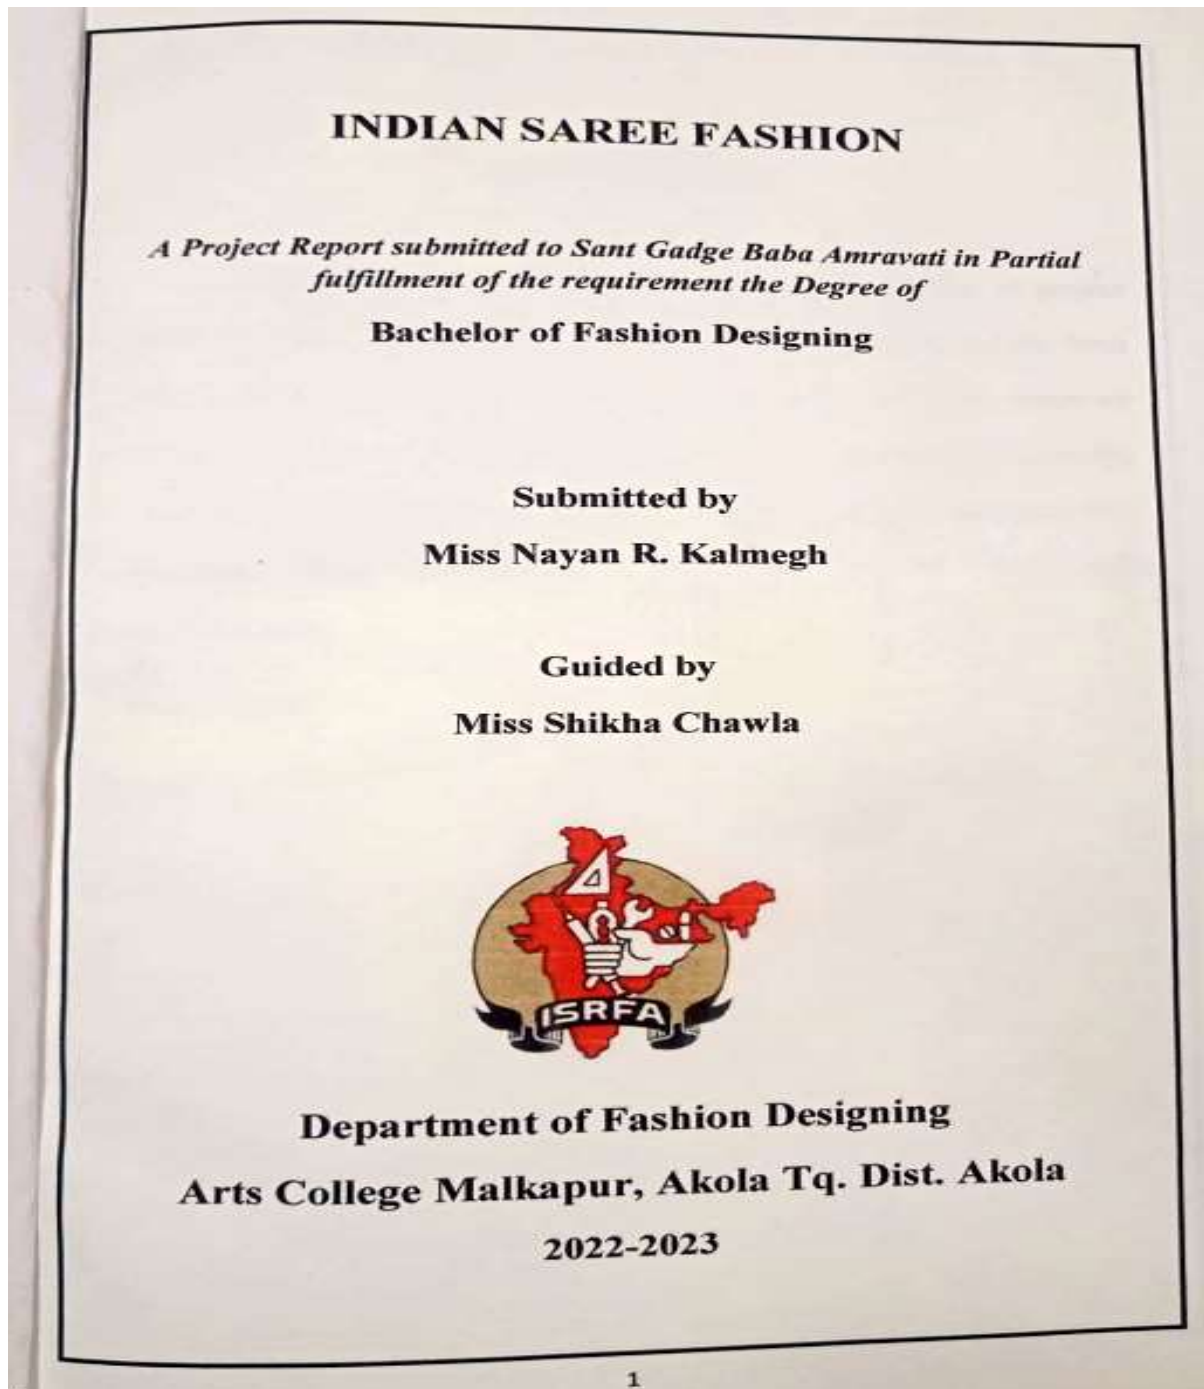 INDIAN SAREE FASHION
A Project Report submitted to Sant Gadge Baba Amravati in Partial
fulfillment of the requirement the Degree of
Bachelor of Fashion Designing
Submitted by
Miss Nayan R. Kalmegh
Guided by
Miss Shikha Chawla
ISRFA
Department of Fashion Designing
Arts College Malkapur, Akola Tq. Dist. Akola
2022-2023
1